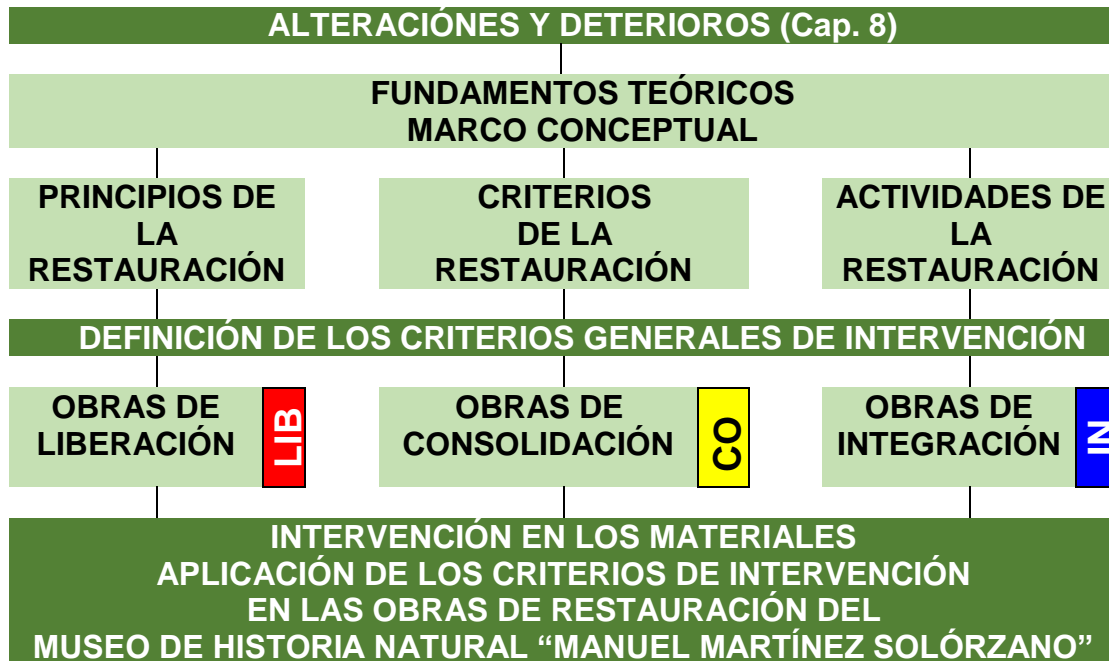 ALTERACIÓNES Y DETERIOROS (Cap. 8)
FUNDAMENTOS TEÓRICOS
MARCO CONCEPTUAL
PRINCIPIOS DE
LA
RESTAURACIÓN
CRITERIOS
DE LA
RESTAURACIÓN
ACTIVIDADES DE
LA
RESTAURACIÓN
DEFINICIÓN DE LOS CRITERIOS GENERALES DE INTERVENCIÓN
OBRAS DE
LIBERACIÓN
LIB
OBRAS DE
CONSOLIDACIÓN
CO
OBRAS DE
INTEGRACIÓN
IN
INTERVENCIÓN EN LOS MATERIALES
APLICACIÓN DE LOS CRITERIOS DE INTERVENCIÓN
EN LAS OBRAS DE RESTAURACIÓN DEL
MUSEO DE HISTORIA NATURAL “MANUEL MARTÍNEZ SOLÓRZANO”